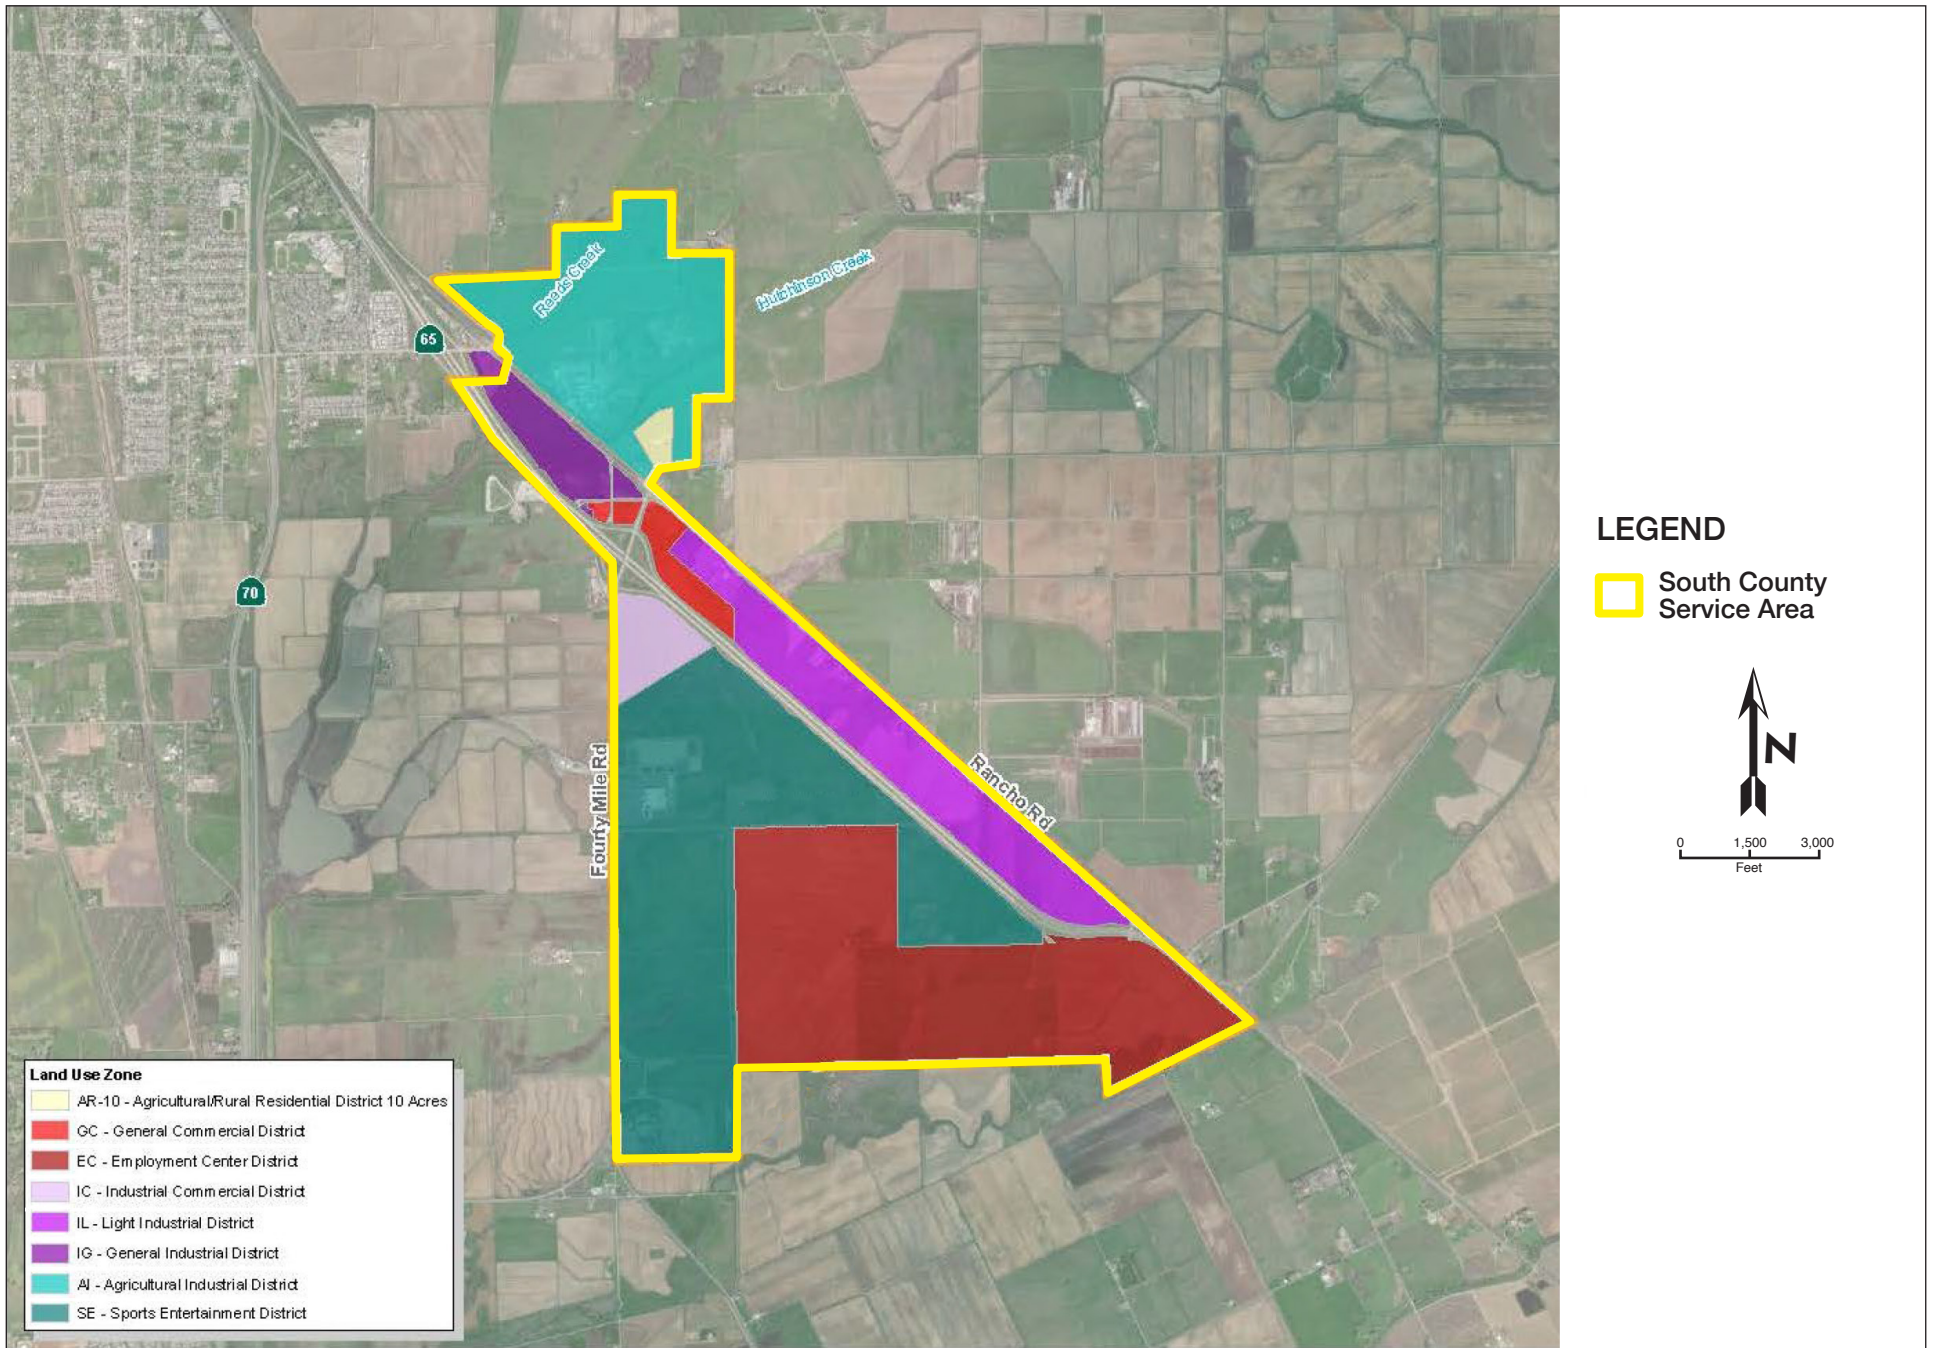 Reeds Creek
Hutchinson Creek
65
70
Fourty Mile Rd
Rancho Rd
LEGEND
South County
Service Area
N
0 1,500 3,000
Feet
Land Use Zone
AR-10 - Agricultural/Rural Residential District 10 Acres
GC - General Commercial District
EC - Employment Center District
IC - Industrial Commercial District
IL - Light Industrial District
IG - General Industrial District
AI - Agricultural Industrial District
SE - Sports Entertainment District